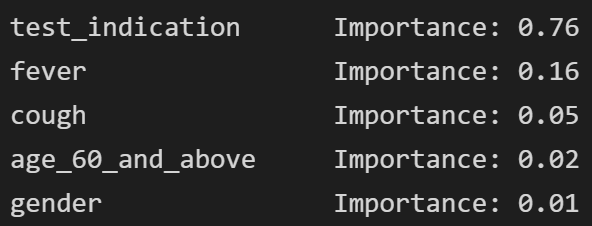 test_indication Importance: 0.76
fever Importance: 0.16
cough Importance: 0.05
age_60_and_above Importance: 0.02
gender Importance: 0.01